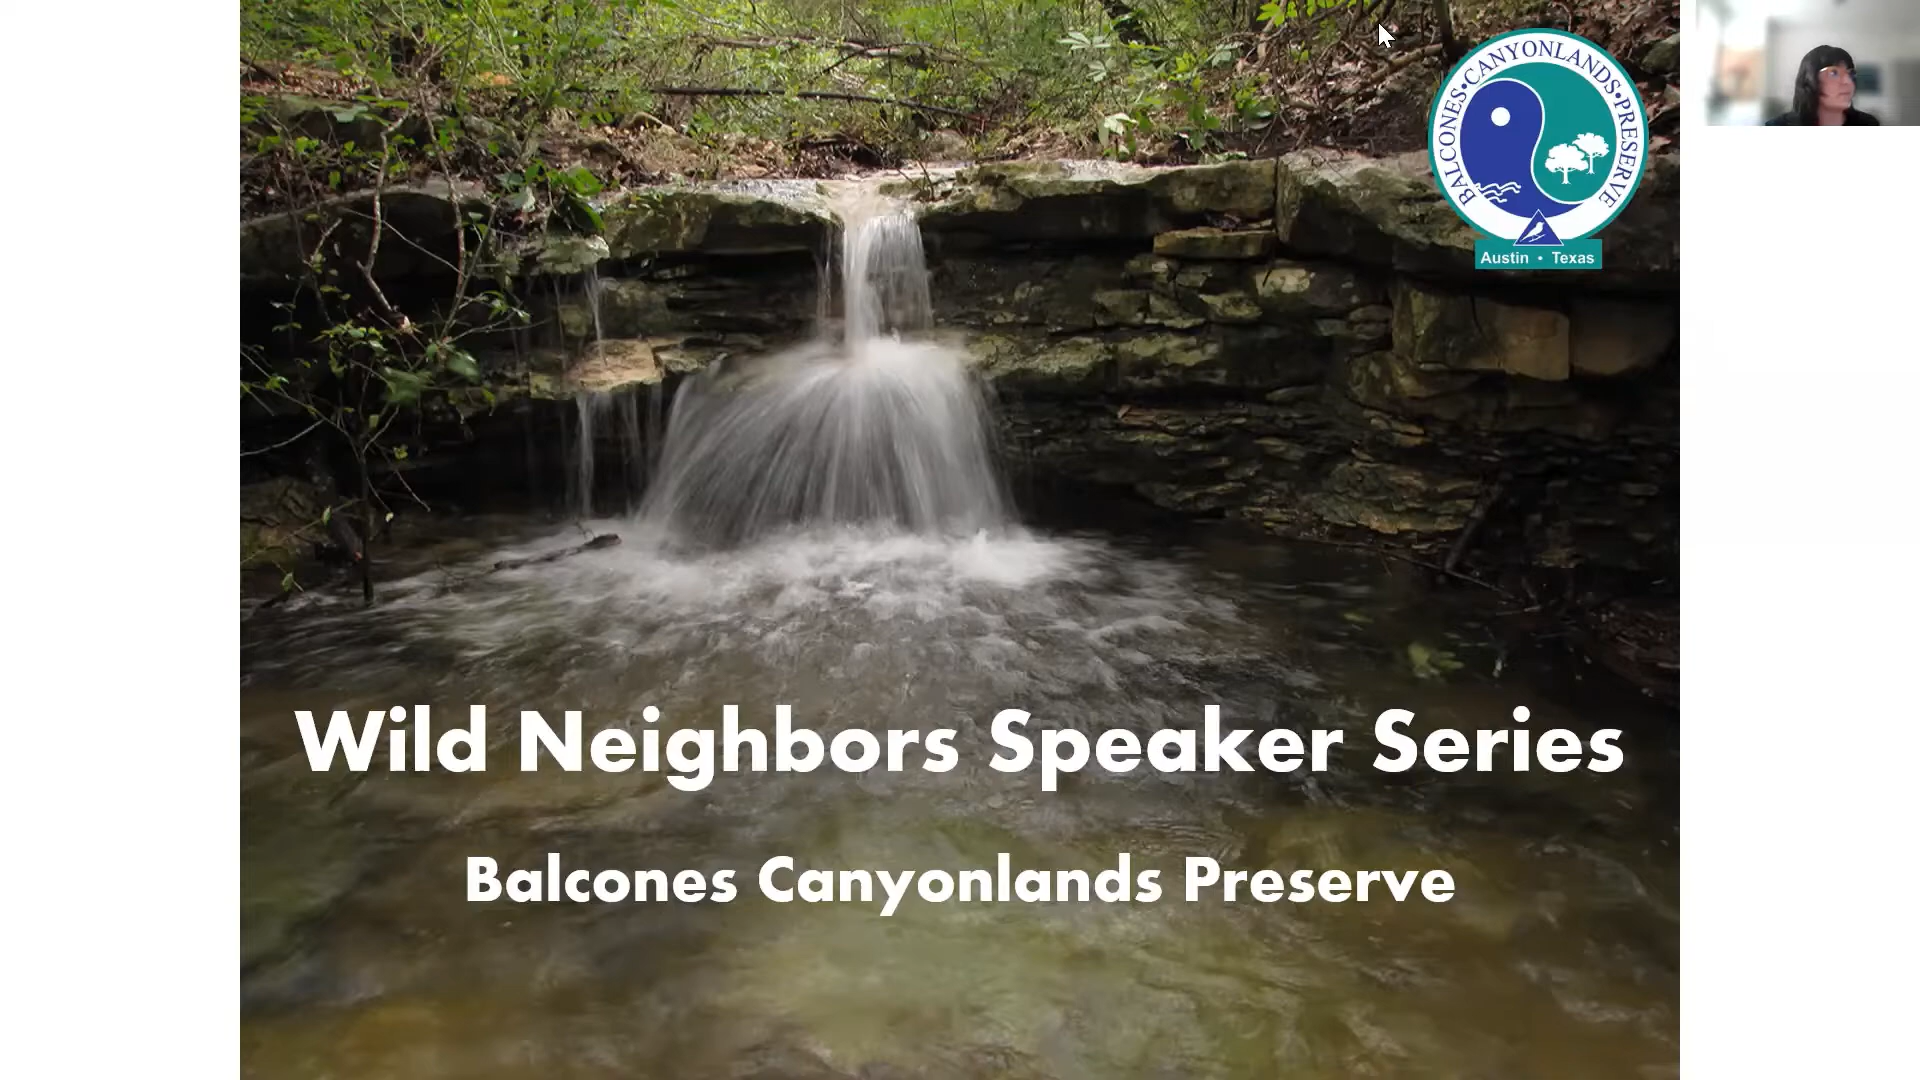 BALCONES•CANYONLANDS•PRESERVE
Austin • Texas
Wild Neighbors Speaker Series
Balcones Canyonlands Preserve